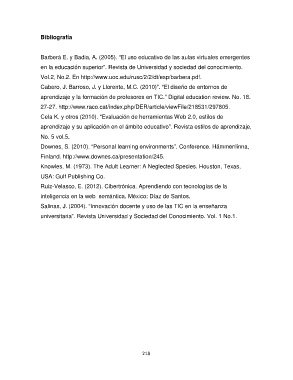 Bibliografía
Barberà E. y Badia, A. (2005). "El uso educativo de las aulas virtuales emergentes
en la educación superior". Revista de Universidad y sociedad del conocimiento.
Vol.2, No.2. En http://www.uoc.edu/rusc/2/2/dt/esp/barbera.pdf.
Cabero, J. Barroso, J. y Llorente, M.C. (2010)". "El diseño de entornos de
aprendizaje y la formación de profesores en TIC." Digital education review. No. 18.
27-27. http://www.raco.cat/index.php/DER/article/viewFile/218531/297805.
Cela K. y otros (2010). "Evaluación de herramientas Web 2.0, estilos de
aprendizaje y su aplicación en el ámbito educativo". Revista estilos de aprendizaje,
No. 5 vol.5.
Downes, S. (2010). "Personal learning environments". Conference. Hämmenlinna,
Finland. http://www.downes.ca/presentation/245.
Knowles, M. (1973). The Adult Learner: A Neglected Species. Houston, Texas,
USA: Gulf Publishing Co.
Ruiz-Velasco, E. (2012). Cibertrónica. Aprendiendo con tecnologías de la
inteligencia en la web semántica, México: Díaz de Santos.
Salinas, J. (2004). "Innovación docente y uso de las TIC en la enseñanza
universitaria". Revista Universidad y Sociedad del Conocimiento. Vol. 1 No.1.
218